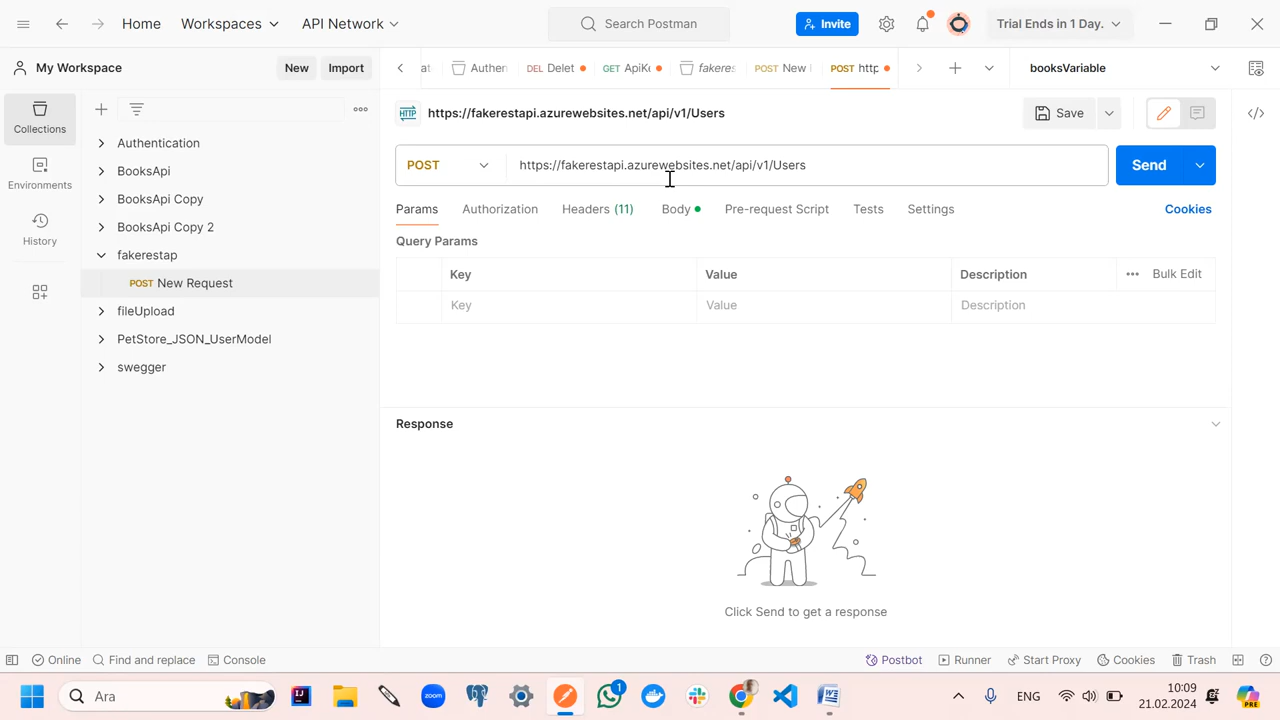 Home
Workspaces
API Network
Search Postman
Invite
Trial Ends in 1 Day.
My Workspace
New
Import
Authen
DEL Delet
GET ApiKe
fakeres
POST New
POST http
booksVariable
Collections
Environments
History
Authentication
BooksApi
BooksApi Copy
BooksApi Copy 2
fakerestap
POST New Request
fileUpload
PetStore_JSON_UserModel
swegger
HTTP https://fakerestapi.azurewebsites.net/api/v1/Users
Save
POST
https://fakerestapi.azurewebsites.net/api/v1/Users
Send
Params
Authorization
Headers (11)
Body
Pre-request Script
Tests
Settings
Cookies
Query Params
Key
Value
Description
Bulk Edit
Key
Value
Description
Response
Click Send to get a response
Online
Find and replace
Console
Postbot
Runner
Start Proxy
Cookies
Trash
Ara
zoom
1
ENG
10:09
21.02.2024
PRE